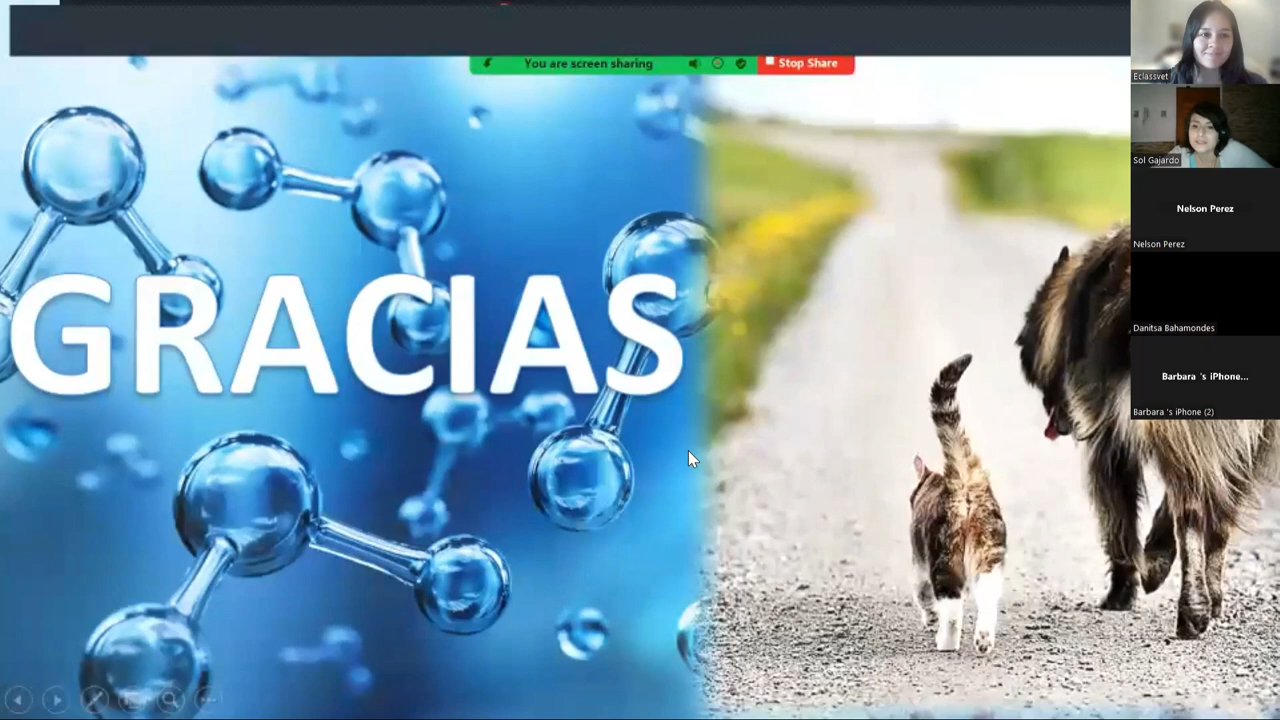 You are screen sharing
Stop Share
GRACIAS
Eclassvet
Sol Gajardo
Nelson Perez
Nelson Perez
Danitsa Bahamondes
Barbara 's iPhone...
Barbara 's iPhone (2)